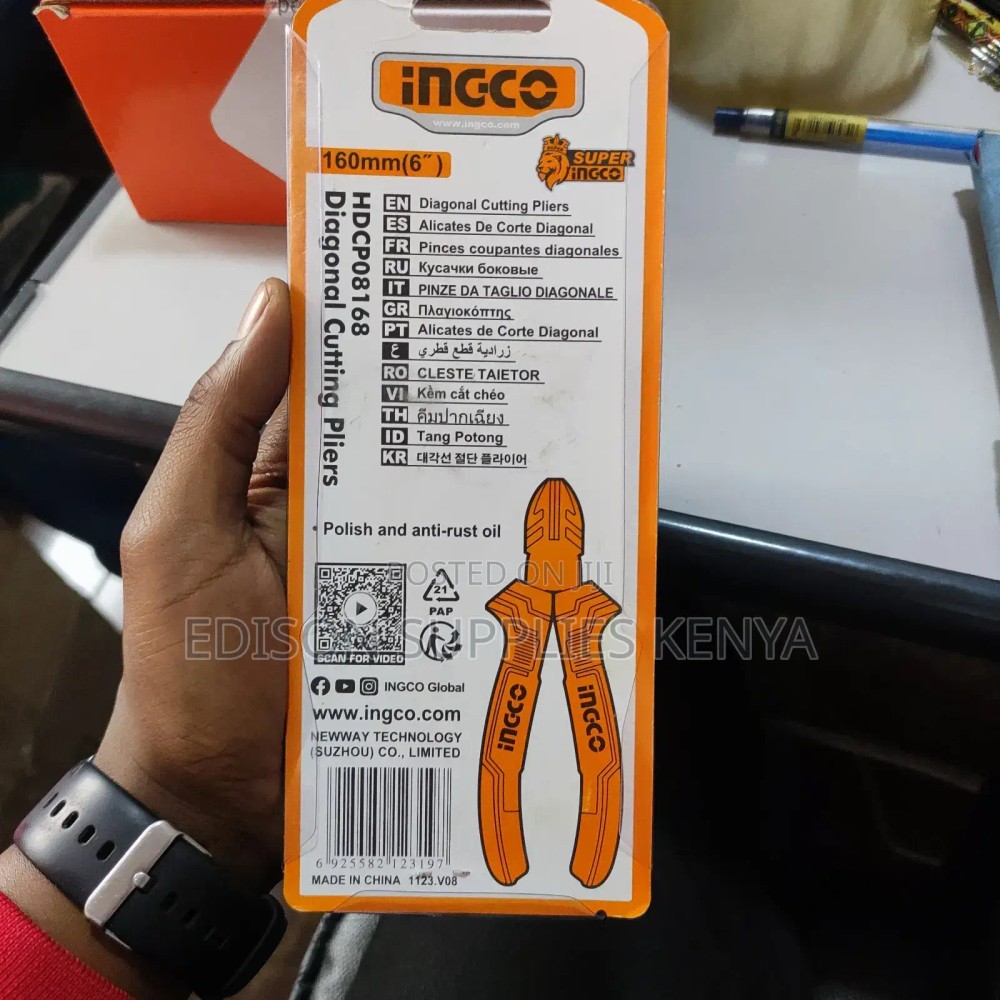 iNGCO
www.ingco.com
160mm(6″)
SUPER
SUPER
iNGCO
HDCP08168
Diagonal Cutting Pliers
EN Diagonal Cutting Pliers
ES Alicates De Corte Diagonal
FR Pinces coupantes diagonales
RU Кусачки боковые
IT PINZE DA TAGLIO DIAGONALE
GR Πλαγιοκόπτης
PT Alicates de Corte Diagonal
ع زرادية قطع قطري
RO CLESTE TAIETOR
VI Kềm cắt chéo
TH คีมปากเฉียง
ID Tang Potong
KR 대각선 절단 플라이어
Polish and anti-rust oil
POSTED ON JIJI
21
PAP
SUPPLIES KENYA
SCAN FOR VIDEO
INGCO Global
www.ingco.com
NEWWAY TECHNOLOGY
(SUZHOU) CO., LIMITED
iNGCO
iNGCO
6 925582 123197
MADE IN CHINA 1123.V08